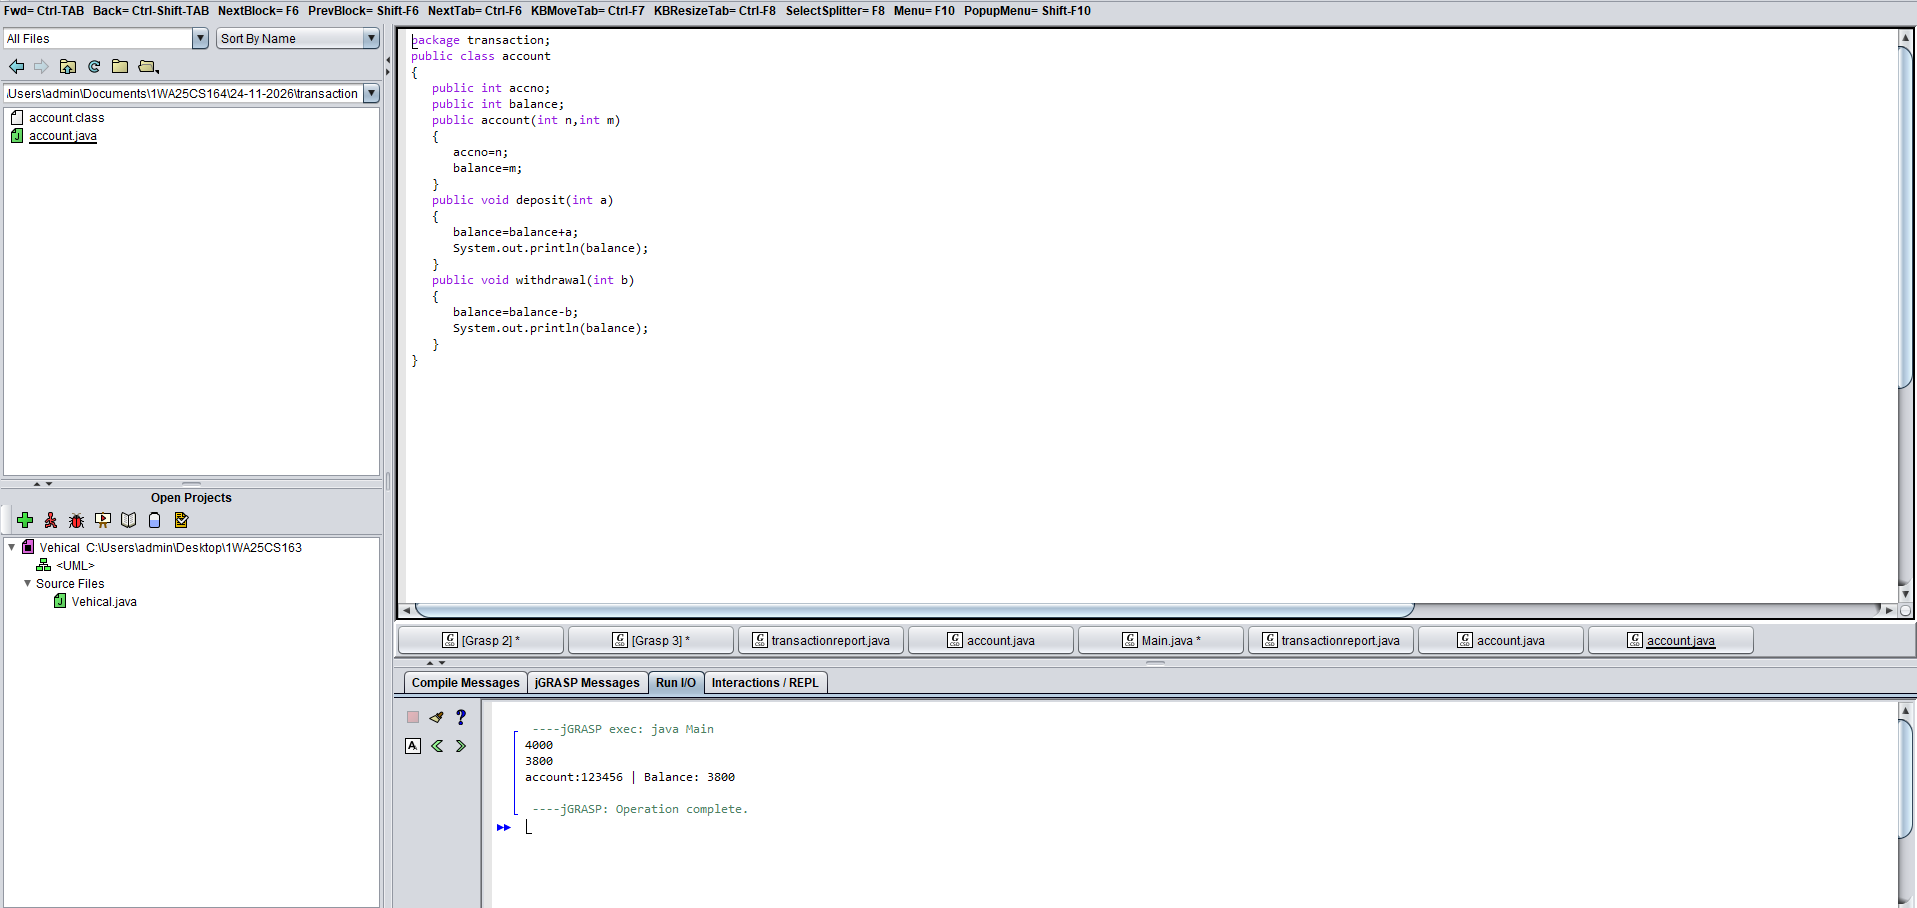 Fwd= Ctrl-TAB  Back= Ctrl-Shift-TAB  NextBlock= F6  PrevBlock= Shift-F6  NextTab= Ctrl-F6  KBMoveTab= Ctrl-F7  KBResizeTab= Ctrl-F8  SelectSplitter= F8  Menu= F10  PopupMenu= Shift-F10
All Files
Sort By Name
\Users\admin\Documents\1WA25CS164\24-11-2026\transaction
account.class
account.java
Open Projects
Vehical  C:\Users\admin\Desktop\1WA25CS163
<UML>
Source Files
Vehical.java
package transaction;
public class account
{
   public int accno;
   public int balance;
   public account(int n,int m)
   {
      accno=n;
      balance=m;
   }
   public void deposit(int a)
   {
      balance=balance+a;
      System.out.println(balance);
   }
   public void withdrawal(int b)
   {
      balance=balance-b;
      System.out.println(balance);
   }
}
[Grasp 2] *
[Grasp 3] *
transactionreport.java
account.java
Main.java *
transactionreport.java
account.java
account.java
Compile Messages
jGRASP Messages
Run I/O
Interactions / REPL
----jGRASP exec: java Main
4000
3800
account:123456 | Balance: 3800
----jGRASP: Operation complete.